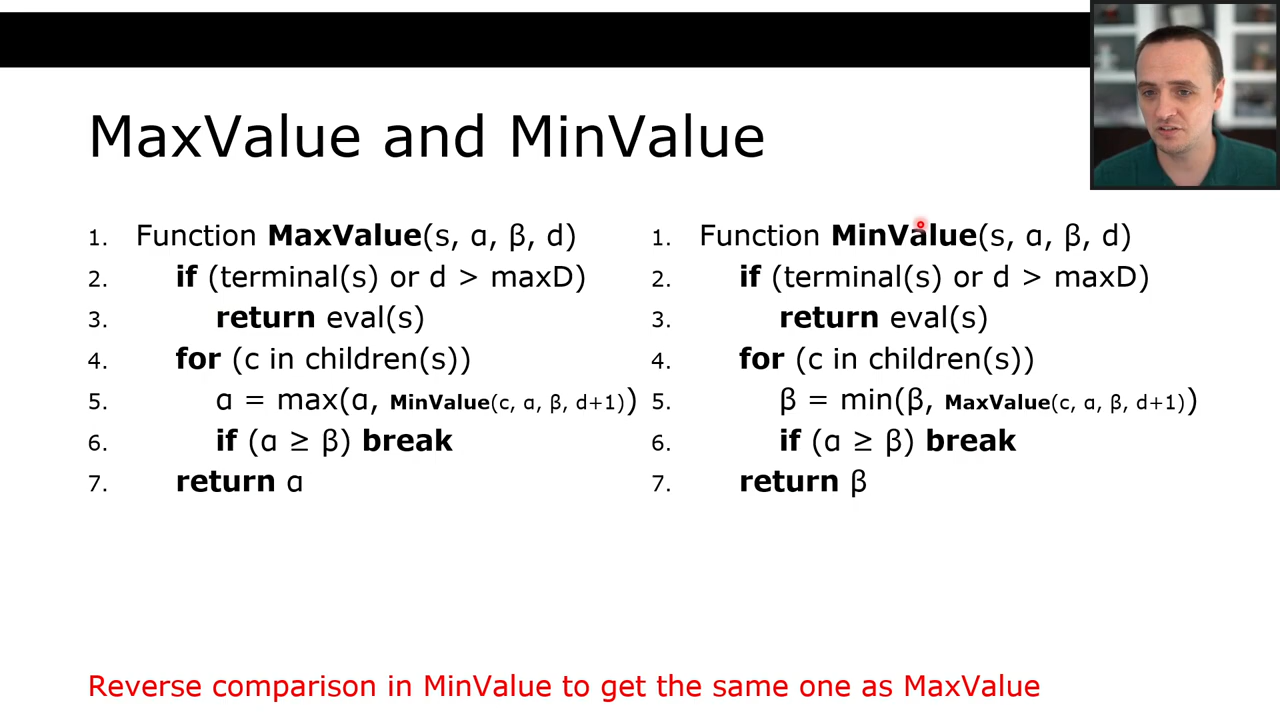 MaxValue and MinValue
1. Function MaxValue(s, α, β, d)
2. if (terminal(s) or d > maxD)
3. return eval(s)
4. for (c in children(s))
5. α = max(α, MinValue(c, α, β, d+1))
6. if (α ≥ β) break
7. return α
1. Function MinValue(s, α, β, d)
2. if (terminal(s) or d > maxD)
3. return eval(s)
4. for (c in children(s))
5. β = min(β, MaxValue(c, α, β, d+1))
6. if (α ≥ β) break
7. return β
Reverse comparison in MinValue to get the same one as MaxValue